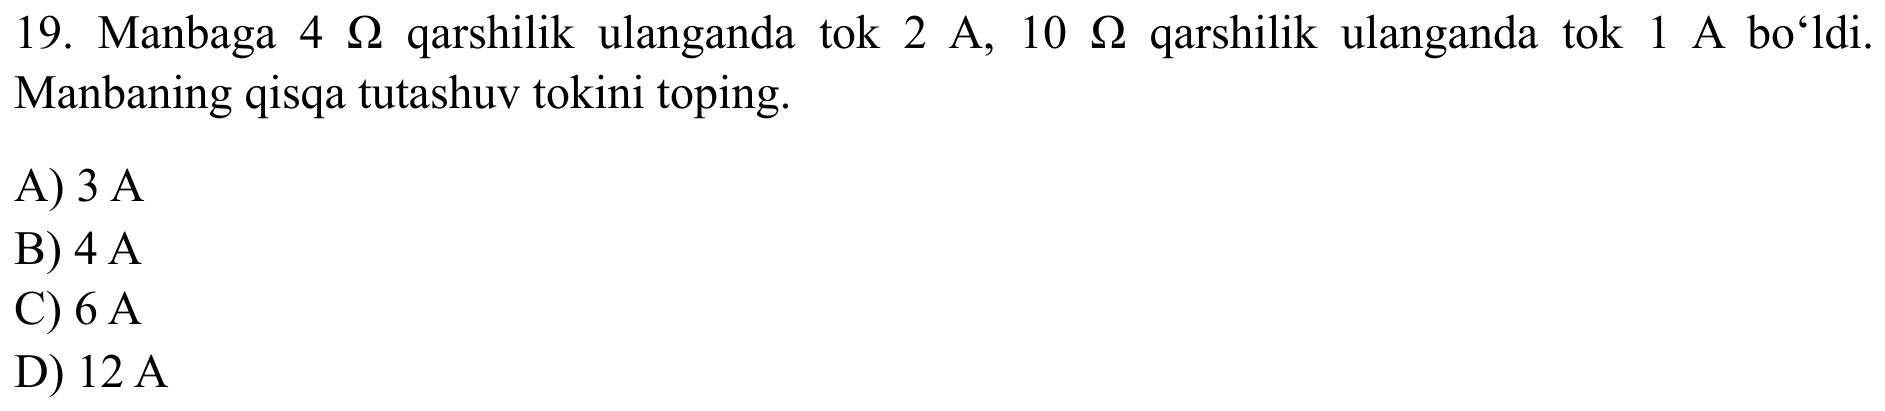 19. Manbaga 4 Ω qarshilik ulanganda tok 2 A, 10 Ω qarshilik ulanganda tok 1 A bo‘ldi.
Manbaning qisqa tutashuv tokini toping.
A) 3 A
B) 4 A
C) 6 A
D) 12 A